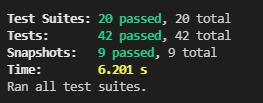 Test Suites: 20 passed, 20 total
Tests: 42 passed, 42 total
Snapshots: 9 passed, 9 total
Time: 6.201 s
Ran all test suites.